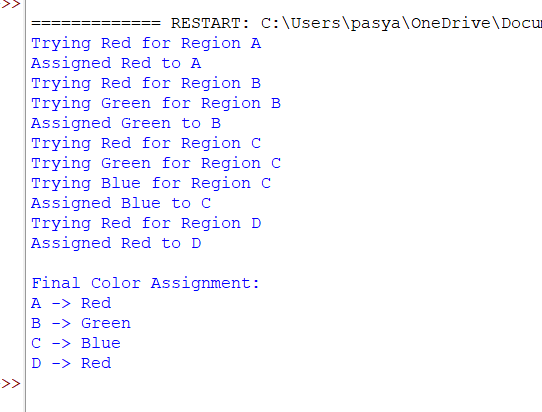 >>
============= RESTART: C:\Users\pasya\OneDrive\Docu
Trying Red for Region A
Assigned Red to A
Trying Red for Region B
Trying Green for Region B
Assigned Green to B
Trying Red for Region C
Trying Green for Region C
Trying Blue for Region C
Assigned Blue to C
Trying Red for Region D
Assigned Red to D
Final Color Assignment:
A -> Red
B -> Green
C -> Blue
D -> Red
>>